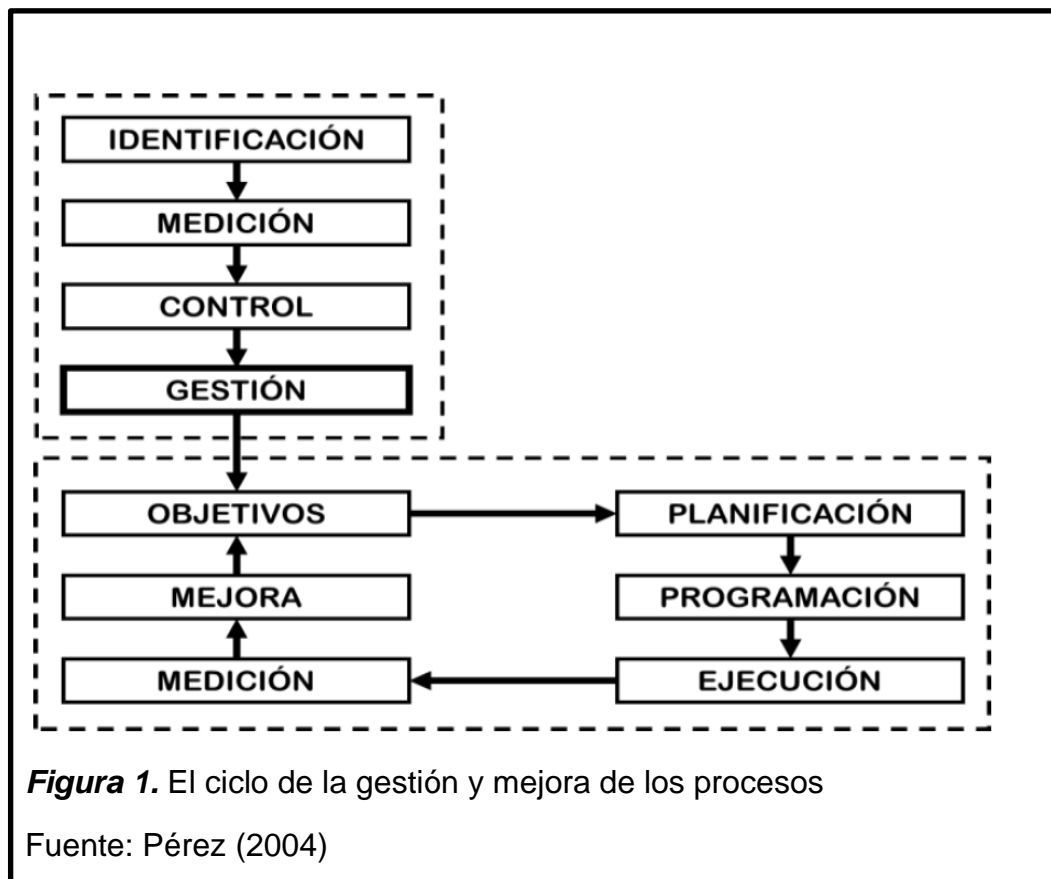 IDENTIFICACIÓN
MEDICIÓN
CONTROL
GESTIÓN
OBJETIVOS
PLANIFICACIÓN
MEJORA
PROGRAMACIÓN
MEDICIÓN
EJECUCIÓN
Figura 1. El ciclo de la gestión y mejora de los procesos
Fuente: Pérez (2004)